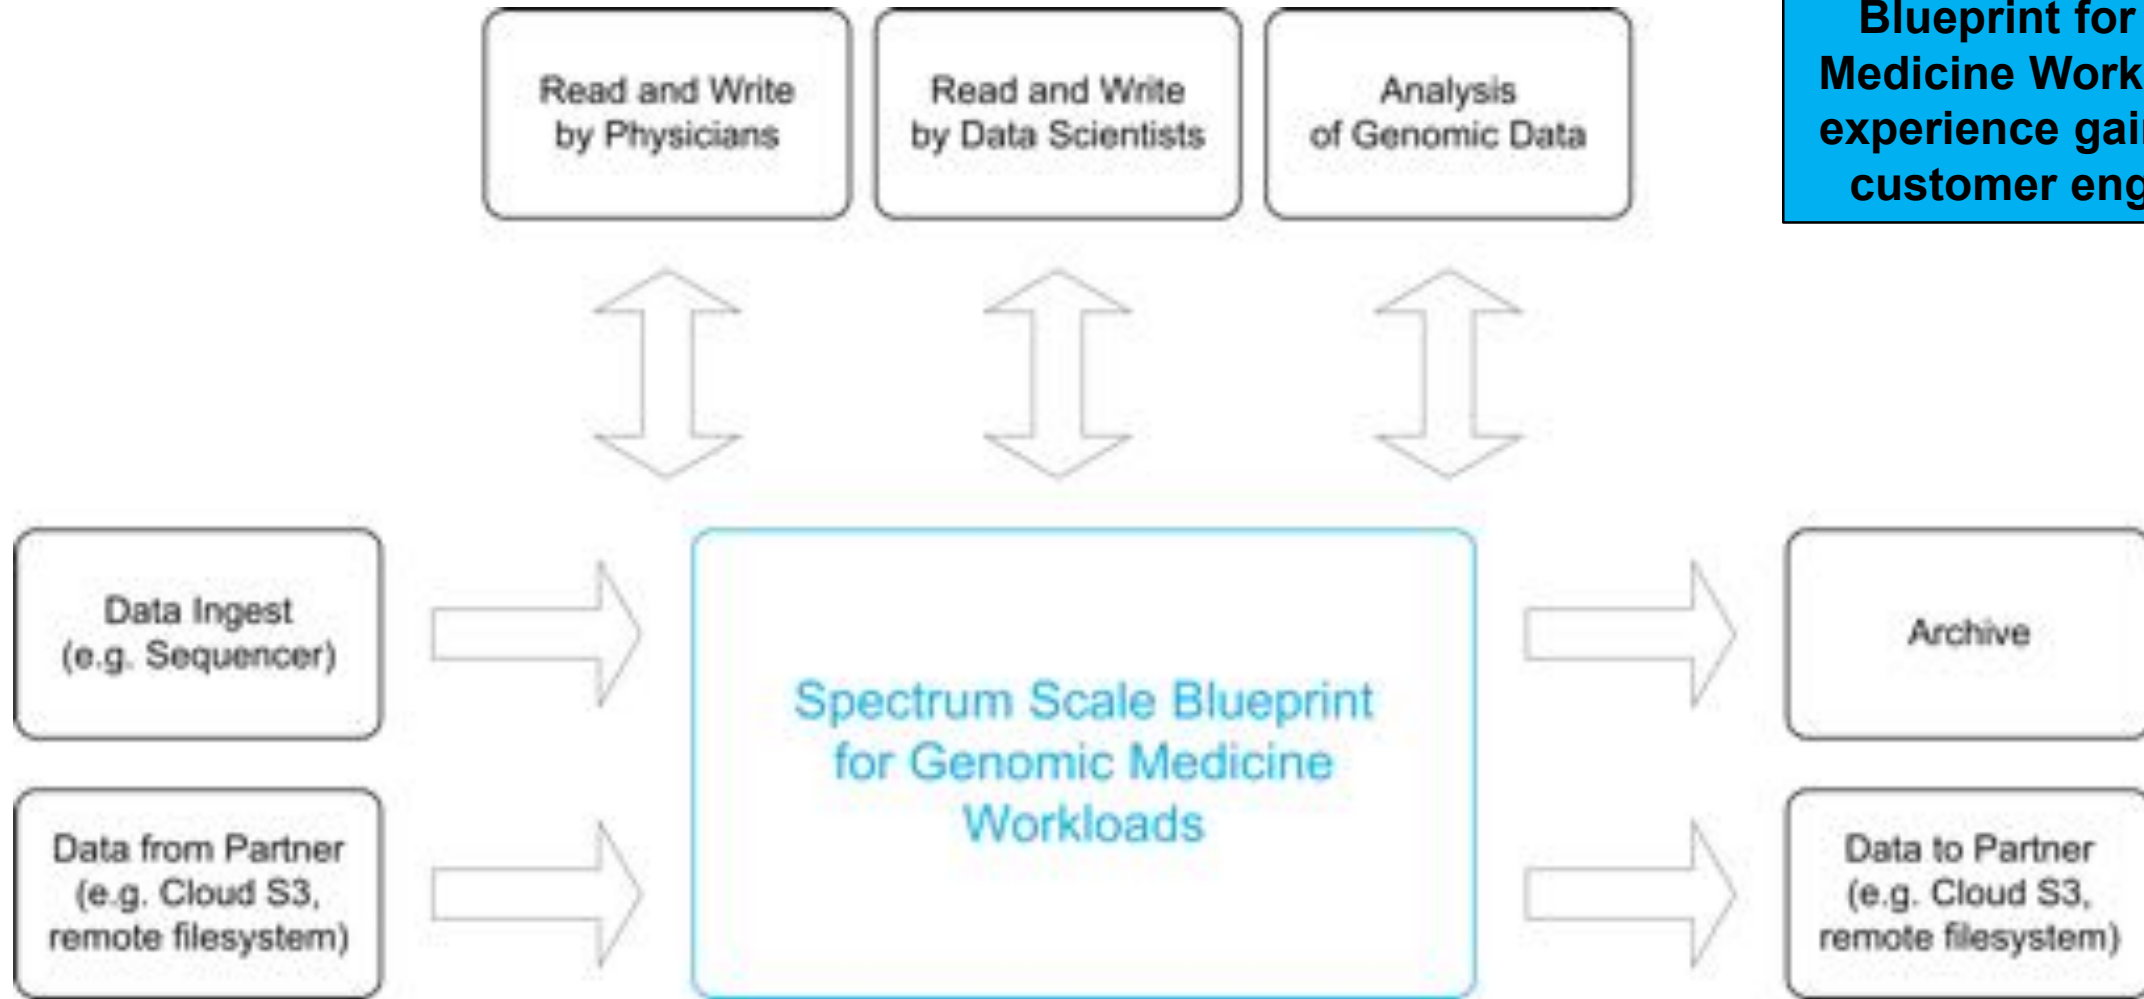 Read and Write
by Physicians
Read and Write
by Data Scientists
Analysis
of Genomic Data
Blueprint for
Medicine Work
experience gai
customer eng
Data Ingest
(e.g. Sequencer)
Data from Partner
(e.g. Cloud S3,
remote filesystem)
Spectrum Scale Blueprint
for Genomic Medicine
Workloads
Archive
Data to Partner
(e.g. Cloud S3,
remote filesystem)